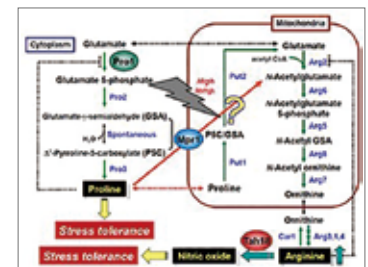 Mitochondria
Cytoplasm
Glutamate
Glutamate
Pro1
acetyl CoA
Arg2
Glutamate 5-phosphate
High
temp.
Put2
N-Acetylglutamate
Pro2
Arg6
N-Acetylglutamate
5-phosphate
Glutamate-γ-semialdehyde (GSA)
?
Arg5
H₂O
Spontaneous
Mpr1
P5C/GSA
N-Acetyl GSA
Δ¹-Pyrroline-5-carboxylate (P5C)
Arg8
N-Acetyl ornithine
Pro3
Put1
Arg7
Proline
Proline
Ornithine
Ornithine
Stress tolerance
Car1
Arg3,1,4
Stress tolerance
Nitric oxide
Tah18
Arginine